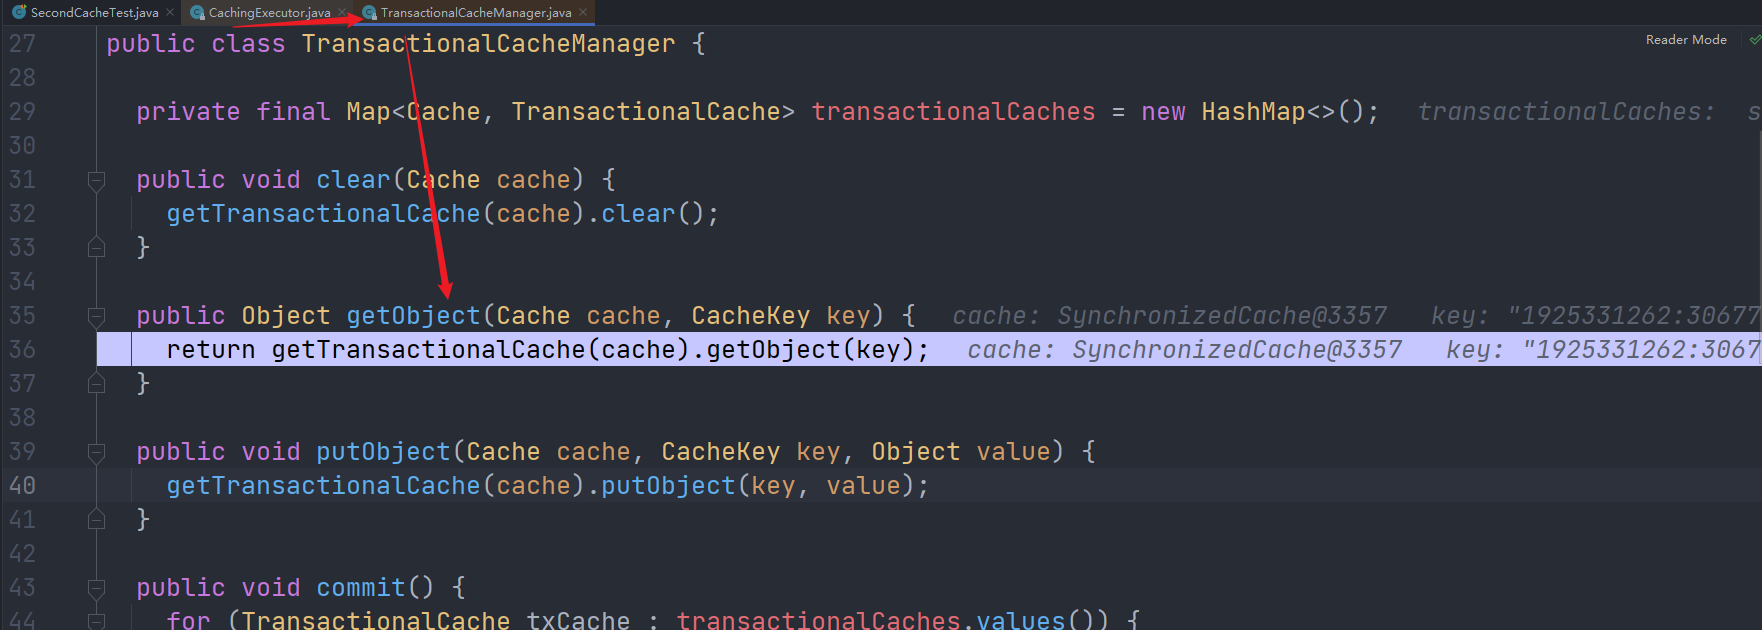 SecondCacheTest.java CachingExecutor.java TransactionalCacheManager.java
Reader Mode
27 public class TransactionalCacheManager {
28
29 private final Map<Cache, TransactionalCache> transactionalCaches = new HashMap<>(); transactionalCaches: s
30
31 public void clear(Cache cache) {
32 getTransactionalCache(cache).clear();
33 }
34
35 public Object getObject(Cache cache, CacheKey key) { cache: SynchronizedCache@3357 key: "1925331262:30677
36 return getTransactionalCache(cache).getObject(key); cache: SynchronizedCache@3357 key: "1925331262:3067
37 }
38
39 public void putObject(Cache cache, CacheKey key, Object value) {
40 getTransactionalCache(cache).putObject(key, value);
41 }
42
43 public void commit() {
44 for (TransactionalCache txCache : transactionalCaches.values()) {